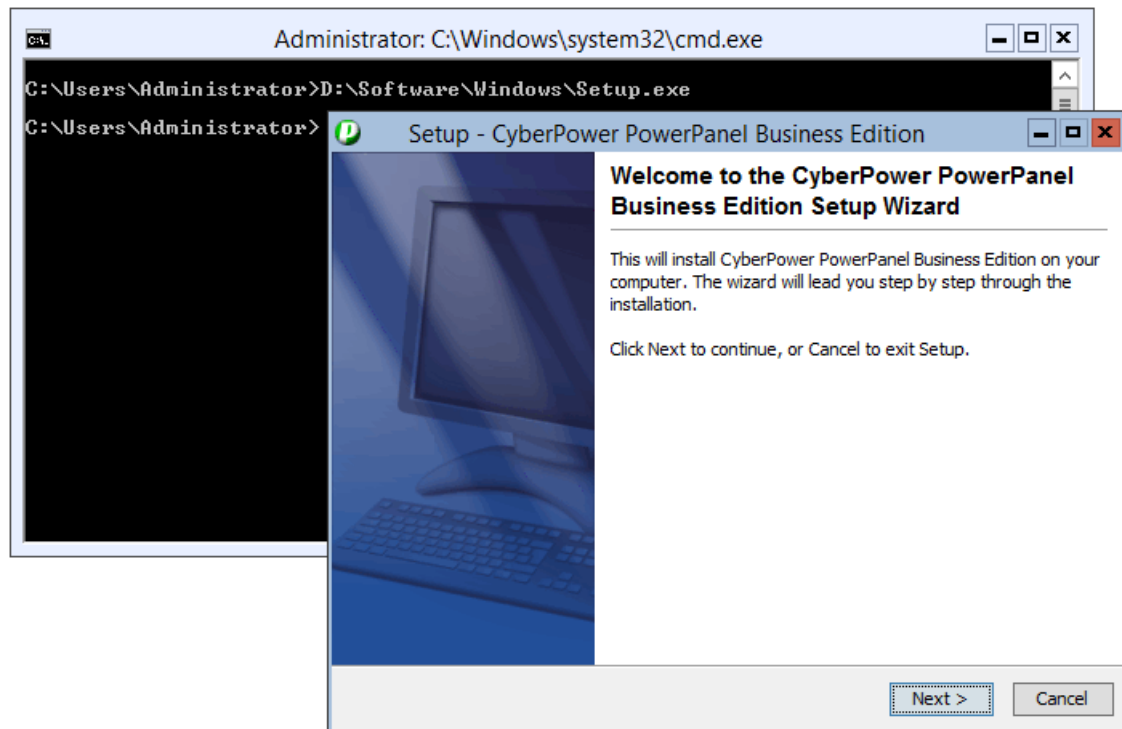 Administrator: C:\Windows\system32\cmd.exe
C:\Users\Administrator>D:\Software\Windows\Setup.exe
C:\Users\Administrator>
Setup - CyberPower PowerPanel Business Edition
Welcome to the CyberPower PowerPanel
Business Edition Setup Wizard
This will install CyberPower PowerPanel Business Edition on your
computer. The wizard will lead you step by step through the
installation.
Click Next to continue, or Cancel to exit Setup.
Next >
Cancel